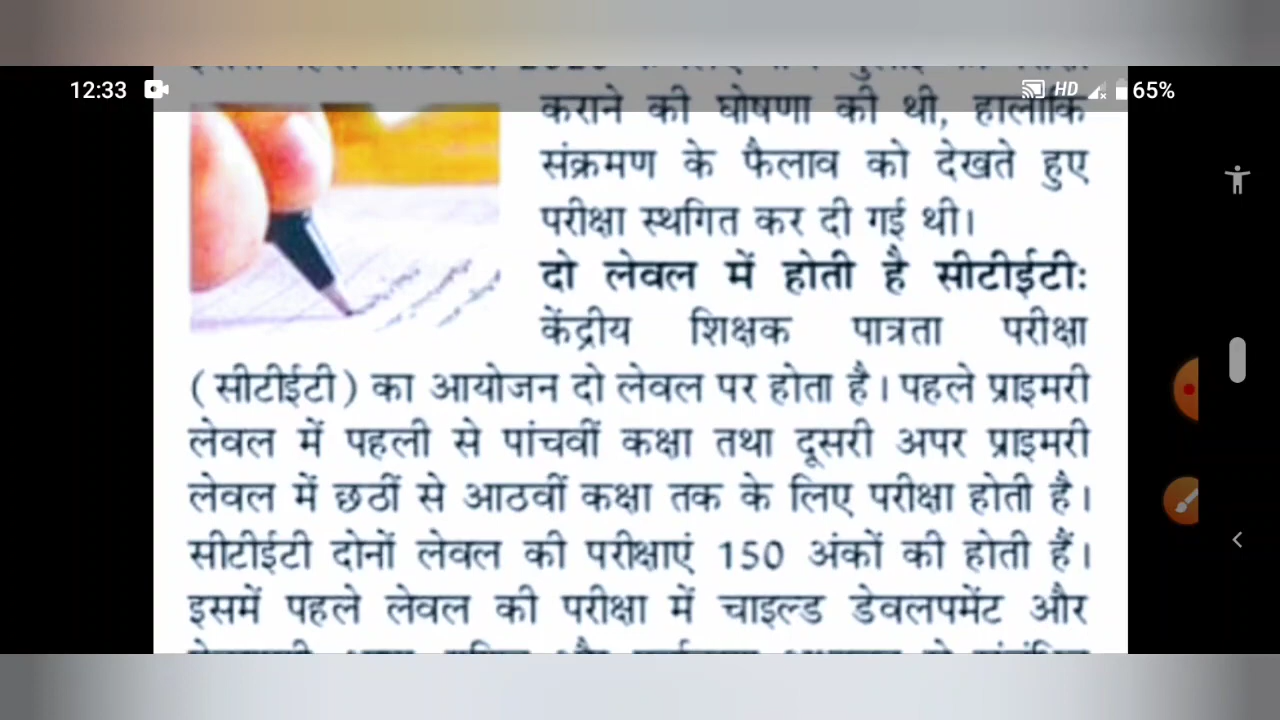 12:33
HD
65%
कराने की घोषणा की थी, हालांकि
संक्रमण के फैलाव को देखते हुए
परीक्षा स्थगित कर दी गई थी।
दो लेवल में होती है सीटीईटीः
केंद्रीय शिक्षक पात्रता परीक्षा
(सीटीईटी) का आयोजन दो लेवल पर होता है। पहले प्राइमरी
लेवल में पहली से पांचवीं कक्षा तथा दूसरी अपर प्राइमरी
लेवल में छठीं से आठवीं कक्षा तक के लिए परीक्षा होती है।
सीटीईटी दोनों लेवल की परीक्षाएं 150 अंकों की होती हैं।
इसमें पहले लेवल की परीक्षा में चाइल्ड डेवलपमेंट और